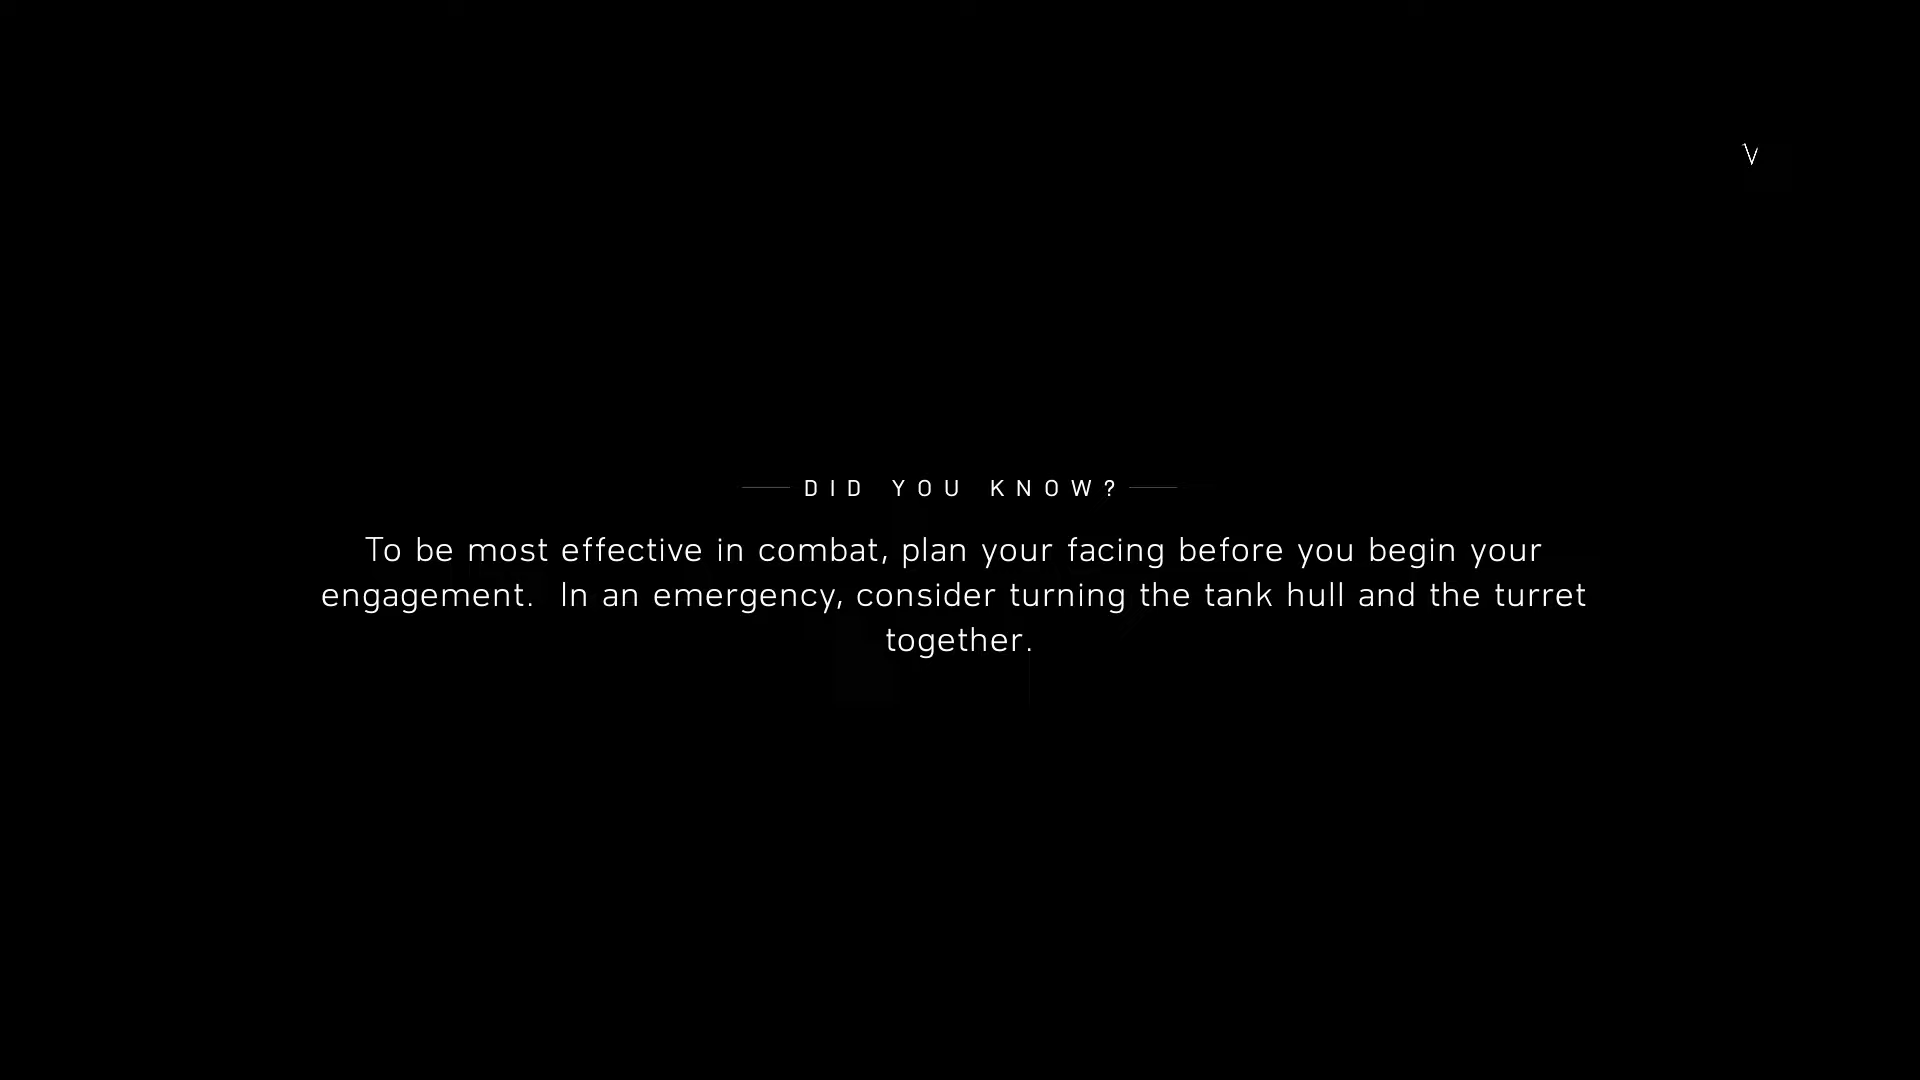 V
DID YOU KNOW?
To be most effective in combat, plan your facing before you begin your
engagement.  In an emergency, consider turning the tank hull and the turret
together.